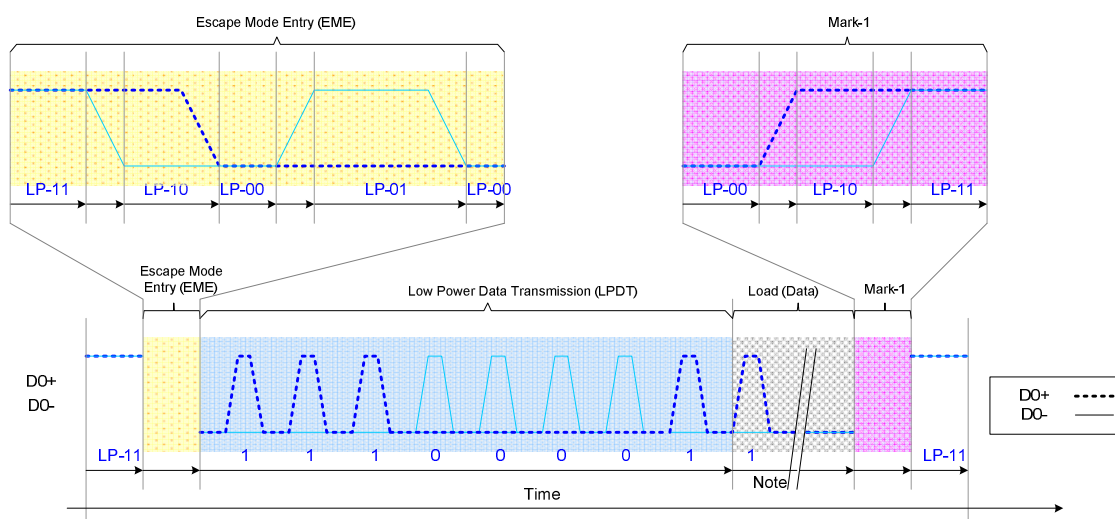 Escape Mode Entry (EME)
Mark-1
LP-11 LP-10 LP-00 LP-01 LP-00
LP-00 LP-10 LP-11
Escape Mode
Entry (EME)
Low Power Data Transmission (LPDT)
Load (Data)
Mark-1
D0+
D0-
D0+
D0-
LP-11
1 1 1 0 0 0 0 1 1
LP-11
Note
Time